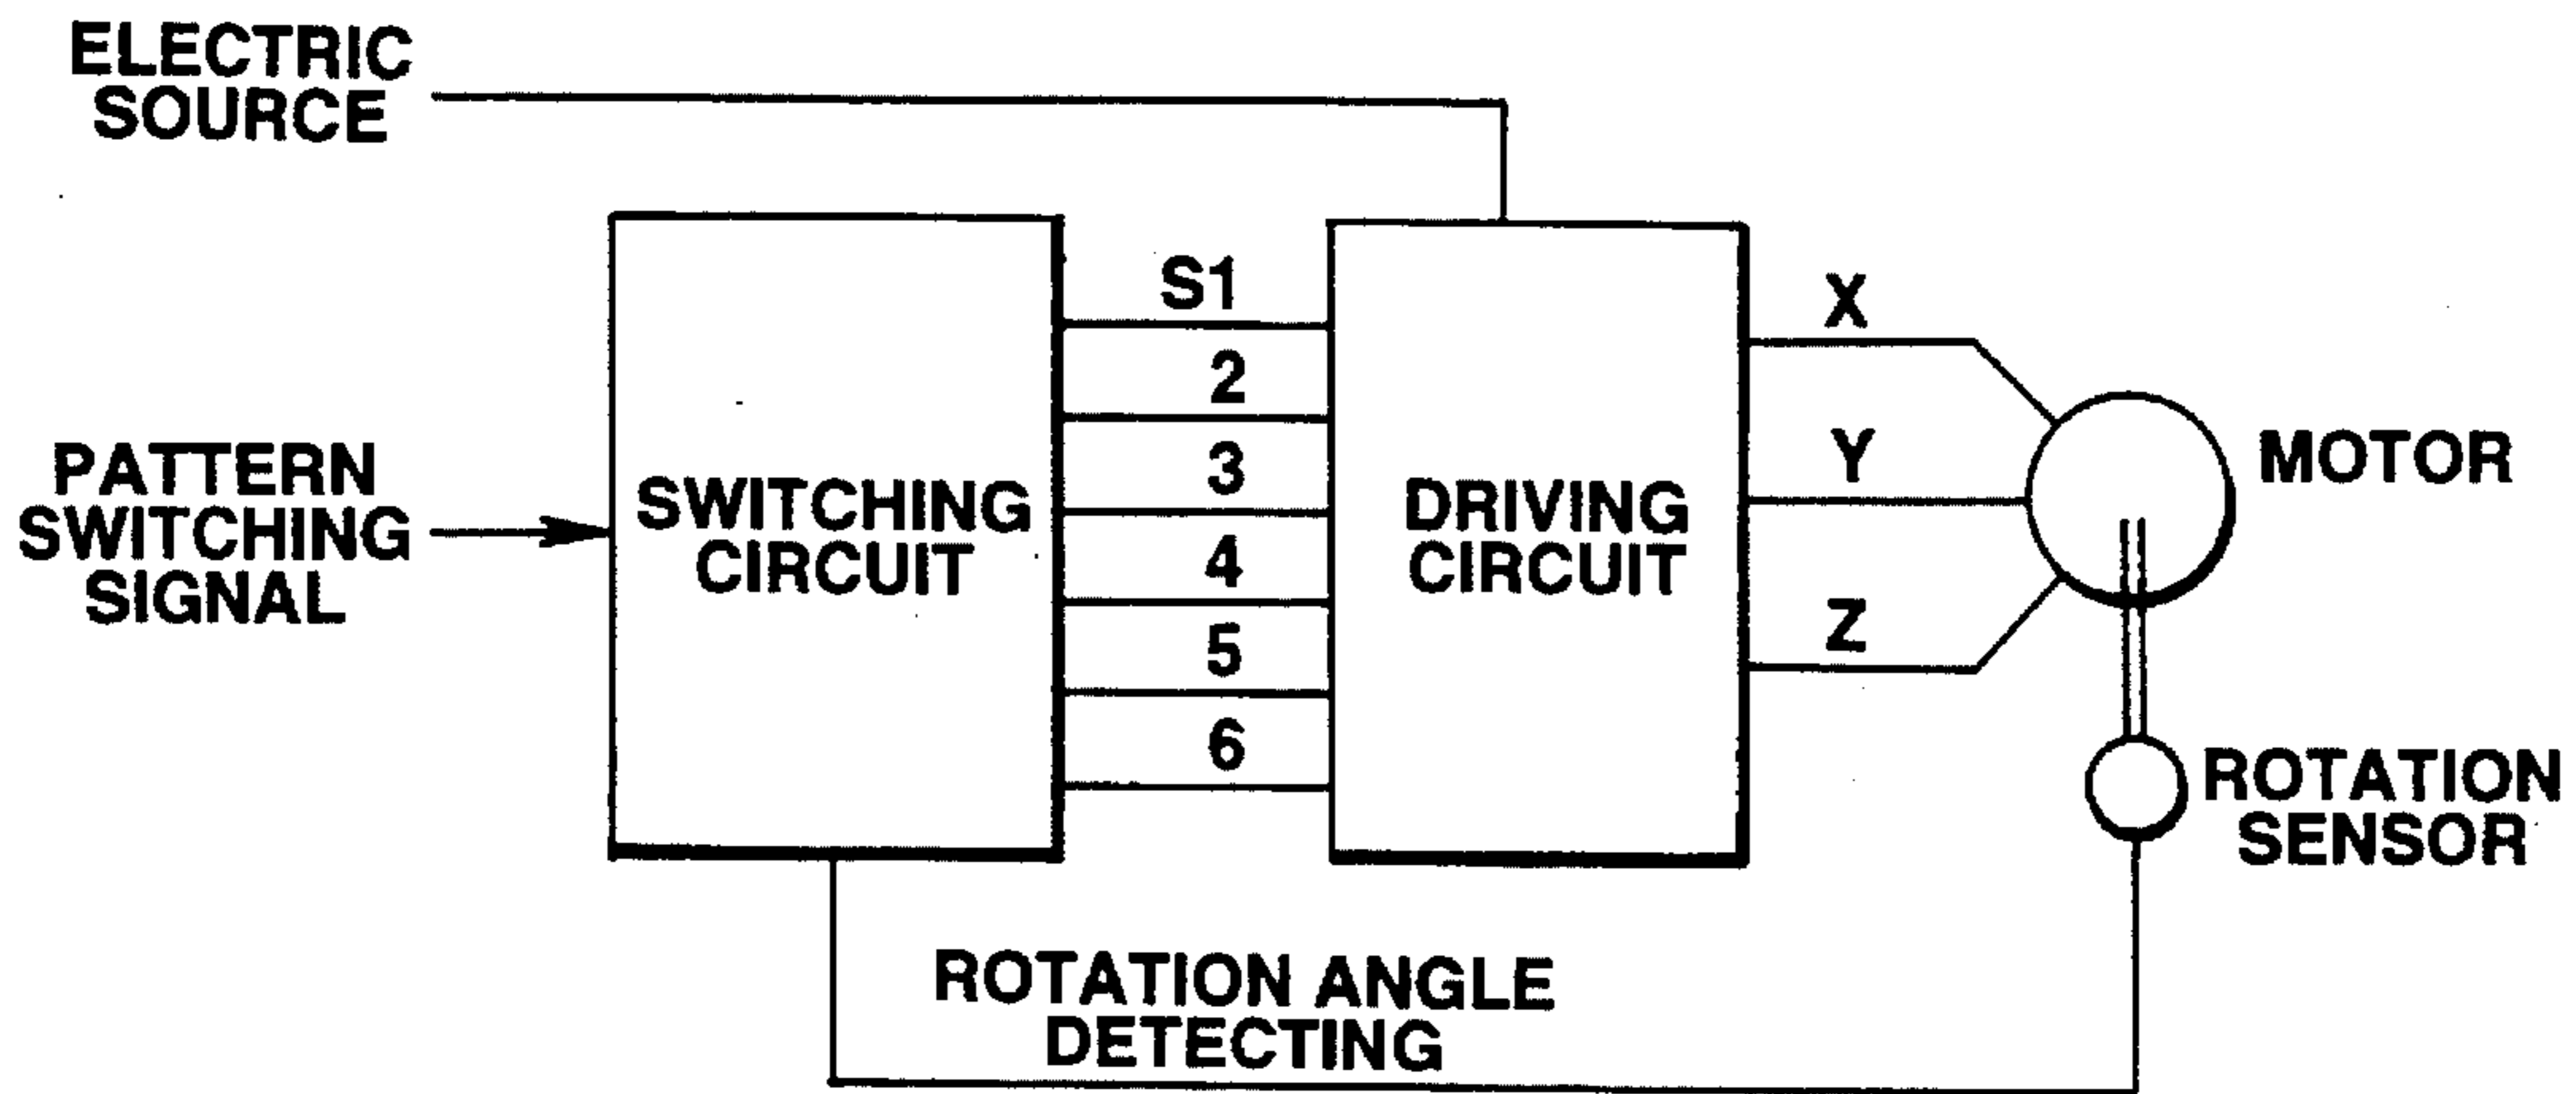 ELECTRIC
SOURCE
PATTERN
SWITCHING
SIGNAL
SWITCHING
CIRCUIT
S1
2
3
4
5
6
DRIVING
CIRCUIT
X
Y
Z
MOTOR
ROTATION
SENSOR
ROTATION ANGLE
DETECTING